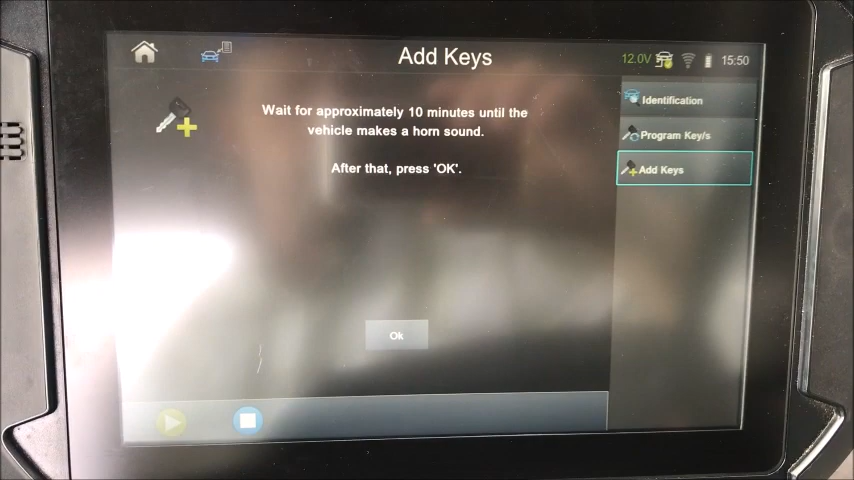 Add Keys
12.0V
15:50
Wait for approximately 10 minutes until the
vehicle makes a horn sound.
After that, press 'OK'.
Ok
Identification
Program Key/s
Add Keys